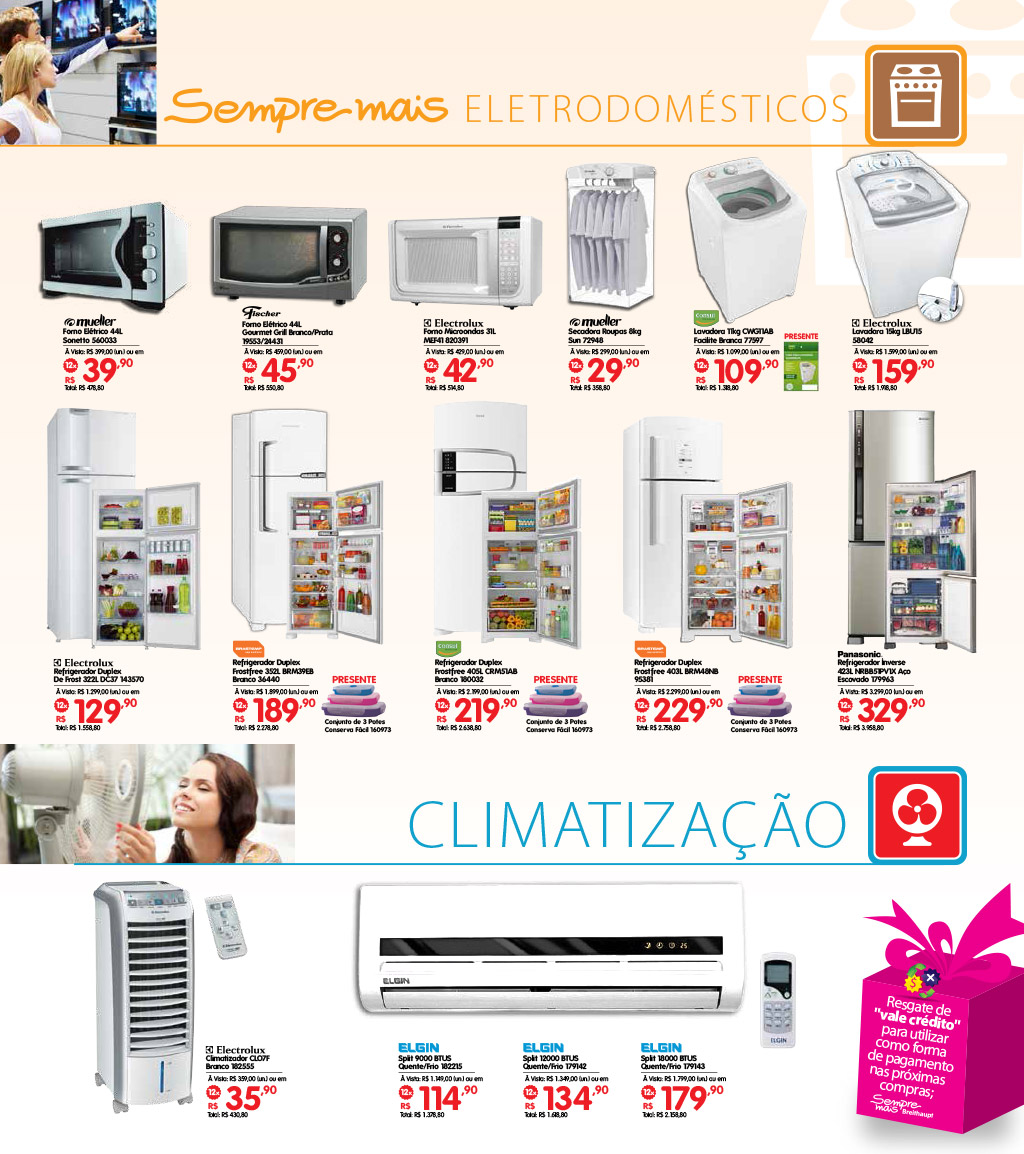 Sempre mais ELETRODOMÉSTICOS
mueller
Forno Elétrico 44L
Sonetto 560033
À Vista: R$ 399,00 (un.) ou em
12x R$ 39,90
Total: R$ 478,80
Fischer
Forno Elétrico 44L
Gourmet Grill Branco/Prata
19553/24431
À Vista: R$ 459,00 (un.) ou em
12x R$ 45,90
Total: R$ 550,80
Electrolux
Forno Microondas 31L
MEF41 820391
À Vista: R$ 429,00 (un.) ou em
12x R$ 42,90
Total: R$ 514,80
mueller
Secadora Roupas 8kg
Sun 72948
À Vista: R$ 299,00 (un.) ou em
12x R$ 29,90
Total: R$ 358,80
Consul
Lavadora 11kg CWG11AB
Facilite Branca 77597
À Vista: R$ 1.099,00 (un.) ou em
12x R$ 109,90
Total: R$ 1.318,80
PRESENTE
Electrolux
Lavadora 15kg LBU15
58042
À Vista: R$ 1.599,00 (un.) ou em
12x R$ 159,90
Total: R$ 1.918,80
Electrolux
Refrigerador Duplex
De Frost 322L DC37 143570
À Vista: R$ 1.299,00 (un.) ou em
12x R$ 129,90
Total: R$ 1.558,80
BRASTEMP
Refrigerador Duplex
Frostfree 352L BRM39EB
Branco 36440
À Vista: R$ 1.899,00 (un.) ou em
12x R$ 189,90
Total: R$ 2.278,80
PRESENTE
Conjunto de 3 Potes
Conserva Fácil 160973
Consul
Refrigerador Duplex
Frostfree 405L CRM51AB
Branco 180032
À Vista: R$ 2.199,00 (un.) ou em
12x R$ 219,90
Total: R$ 2.638,80
PRESENTE
Conjunto de 3 Potes
Conserva Fácil 160973
BRASTEMP
Refrigerador Duplex
Frostfree 403L BRM48NB
95381
À Vista: R$ 2.299,00 (un.) ou em
12x R$ 229,90
Total: R$ 2.758,80
PRESENTE
Conjunto de 3 Potes
Conserva Fácil 160973
Panasonic
Refrigerador Inverse
423L NRBB51PV1X Aço
Escovado 179963
À Vista: R$ 3.299,00 (un.) ou em
12x R$ 329,90
Total: R$ 3.958,80
CLIMATIZAÇÃO
Electrolux
Climatizador CL07F
Branco 182555
À Vista: R$ 359,00 (un.) ou em
12x R$ 35,90
Total: R$ 430,80
25
ELGIN
ELGIN
ELGIN
Split 9000 BTUS
Quente/Frio 182215
À Vista: R$ 1.149,00 (un.) ou em
12x R$ 114,90
Total: R$ 1.378,80
ELGIN
Split 12000 BTUS
Quente/Frio 179142
À Vista: R$ 1.349,00 (un.) ou em
12x R$ 134,90
Total: R$ 1.618,80
ELGIN
Split 18000 BTUS
Quente/Frio 179143
À Vista: R$ 1.799,00 (un.) ou em
12x R$ 179,90
Total: R$ 2.158,80
Resgate de
"vale crédito"
para utilizar
como forma
de pagamento
nas próximas
compras;
Sempre mais Breithaupt